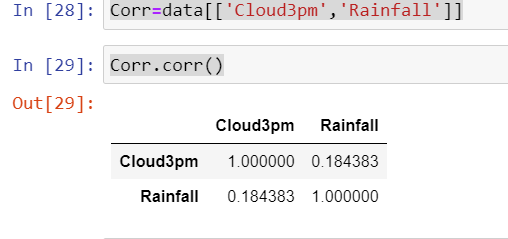 In [28]: Corr=data[['Cloud3pm','Rainfall']]
In [29]: Corr.corr()
Out[29]:
Cloud3pm Rainfall
Cloud3pm 1.000000 0.184383
Rainfall 0.184383 1.000000